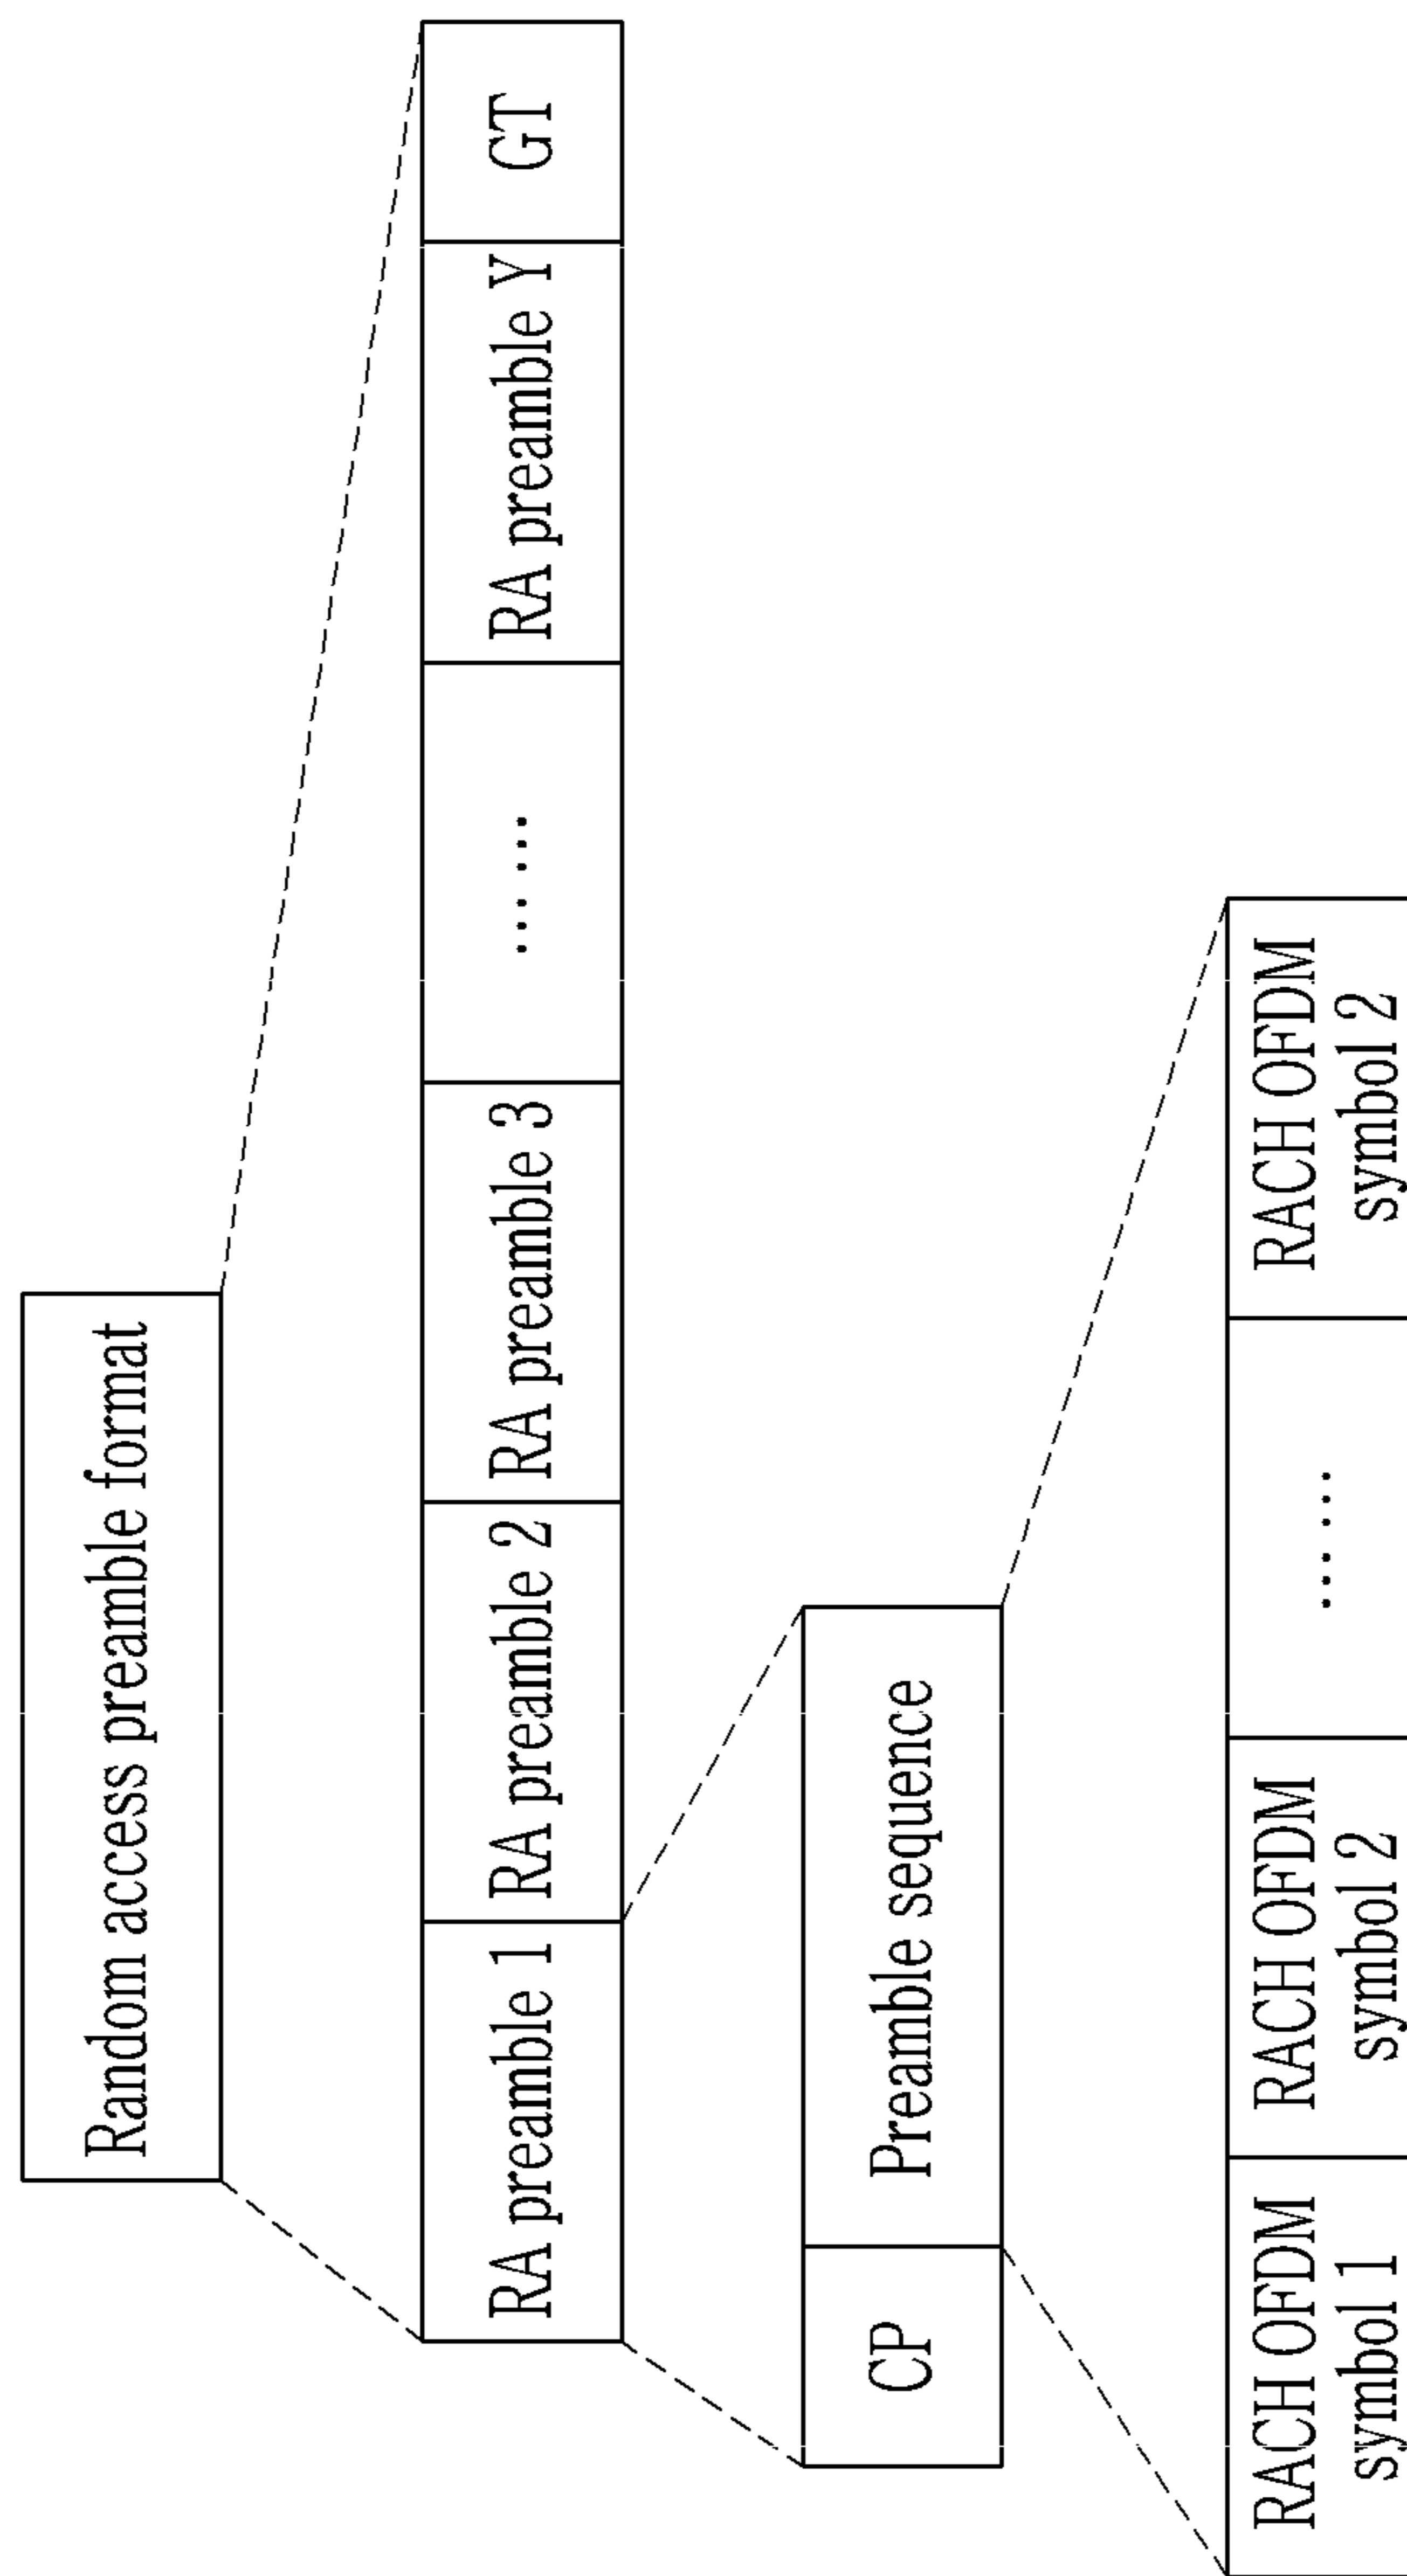 Random access preamble format
RA preamble 1
RA preamble 2
RA preamble 3
... ...
RA preamble Y
GT
CP
Preamble sequence
RACH OFDM
symbol 1
RACH OFDM
symbol 2
... ...
RACH OFDM
symbol 2